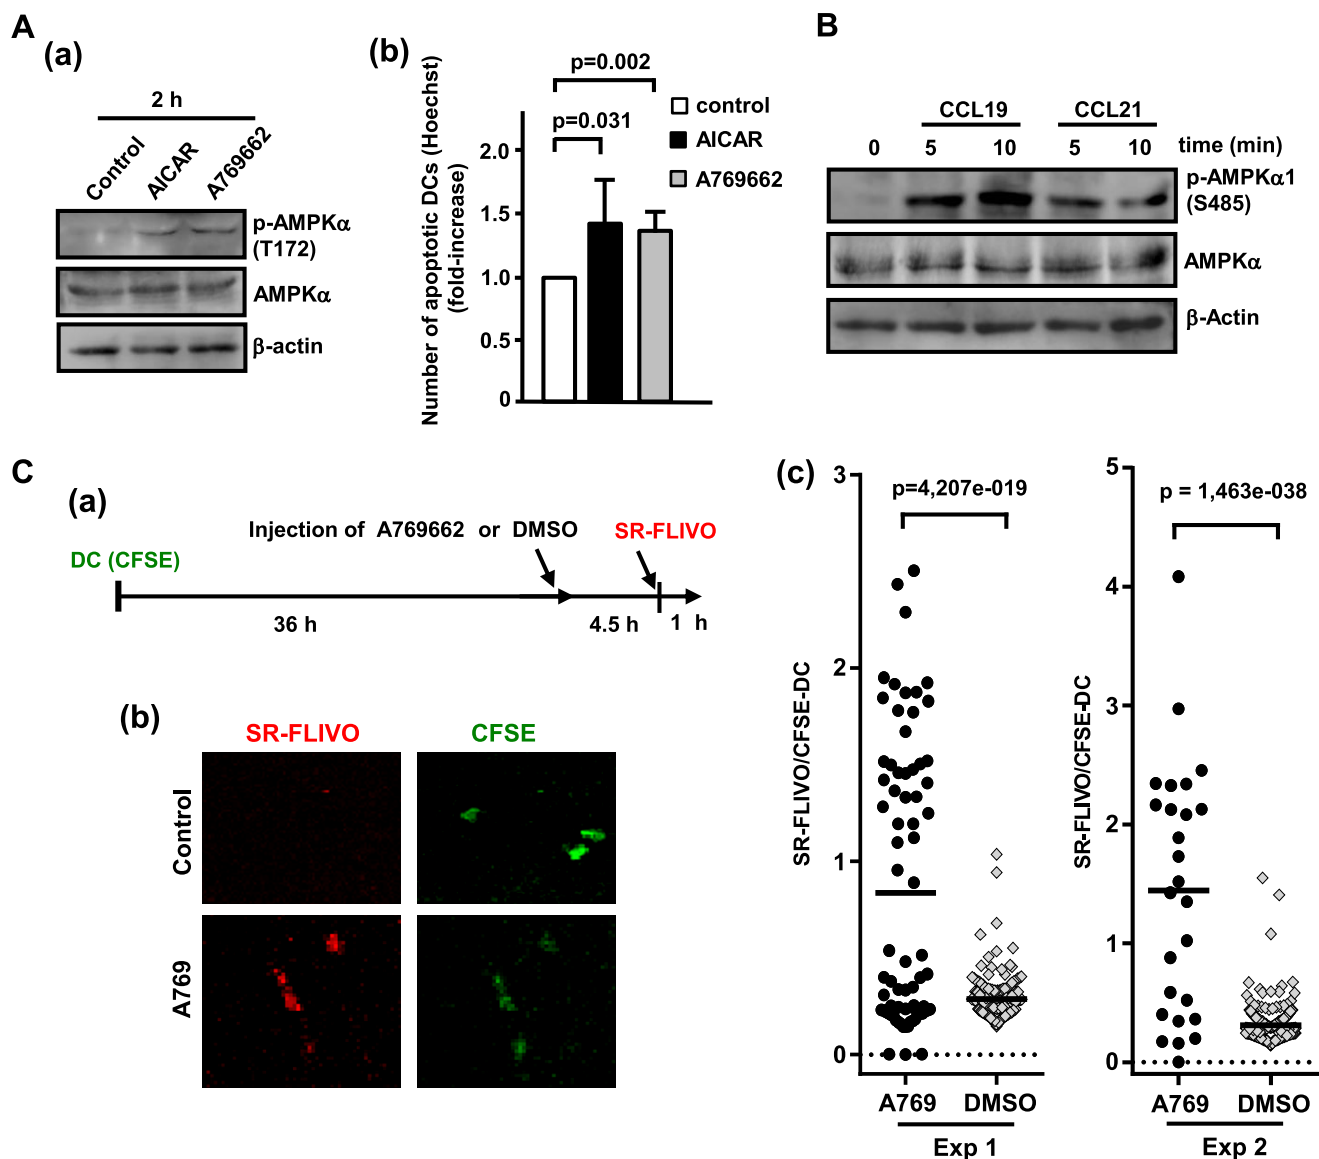 A
(a)
2 h
Control
AICAR
A769662
p-AMPKα
(T172)
AMPKα
β-actin
(b)
p=0.002
p=0.031
control
AICAR
A769662
Number of apoptotic DCs (Hoechst)
(fold-increase)
2.0
1.5
1.0
0.5
0
B
CCL19
CCL21
0
5
10
5
10
time (min)
p-AMPKα1
(S485)
AMPKα
β-Actin
C
(a)
Injection of A769662 or DMSO
SR-FLIVO
DC (CFSE)
36 h
4.5 h
1 h
(b)
SR-FLIVO
CFSE
Control
A769
(c)
p=4,207e-019
SR-FLIVO/CFSE-DC
3
2
1
0
A769
DMSO
Exp 1
p = 1,463e-038
SR-FLIVO/CFSE-DC
5
4
3
2
1
0
A769
DMSO
Exp 2